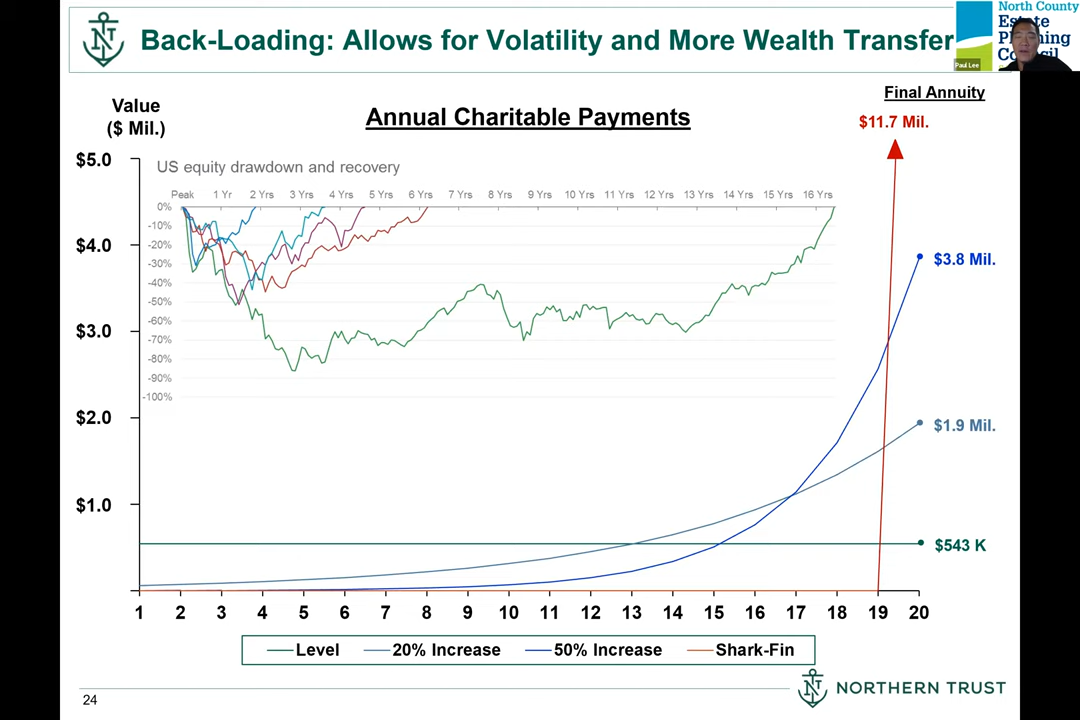 Back-Loading: Allows for Volatility and More Wealth Transfer
North County
Estate
Planning
Council
Paul Lee
Value
($ Mil.)
Annual Charitable Payments
Final Annuity
$11.7 Mil.
US equity drawdown and recovery
Peak 1 Yr 2 Yrs 3 Yrs 4 Yrs 5 Yrs 6 Yrs 7 Yrs 8 Yrs 9 Yrs 10 Yrs 11 Yrs 12 Yrs 13 Yrs 14 Yrs 15 Yrs 16 Yrs
0%
-10%
-20%
-30%
-40%
-50%
-60%
-70%
-80%
-90%
-100%
$5.0
$4.0
$3.0
$2.0
$1.0
$3.8 Mil.
$1.9 Mil.
$543 K
1 2 3 4 5 6 7 8 9 10 11 12 13 14 15 16 17 18 19 20
Level 20% Increase 50% Increase Shark-Fin
24
NORTHERN TRUST